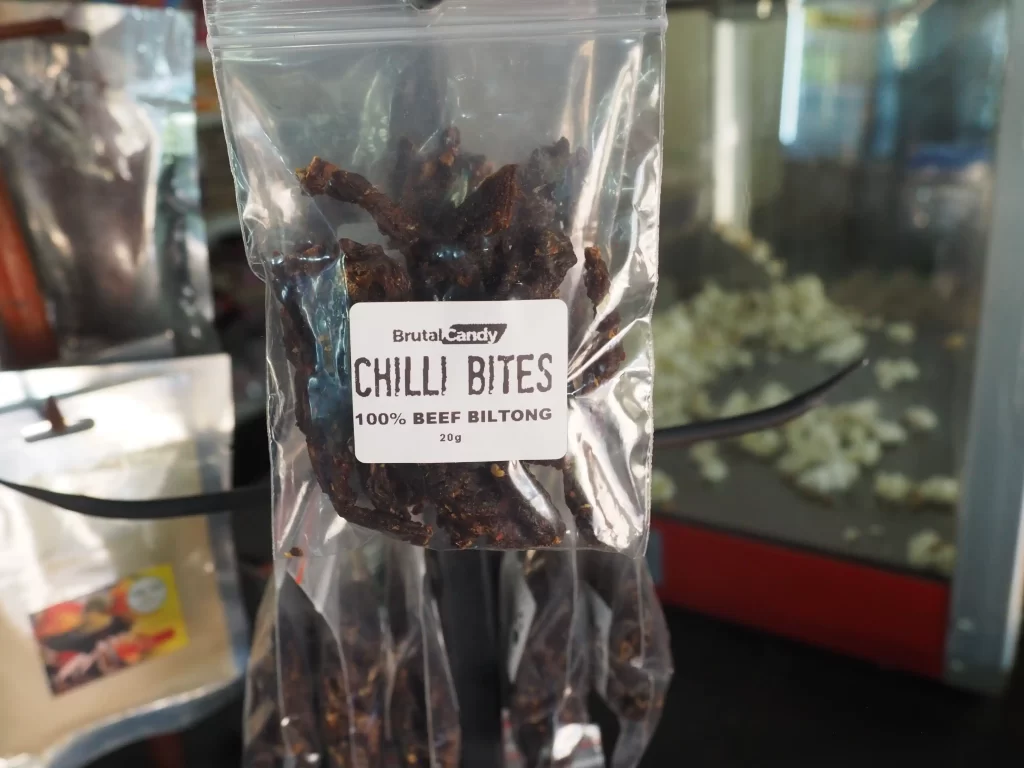 BrutalCandy
CHILLI BITES
100% BEEF BILTONG
20g